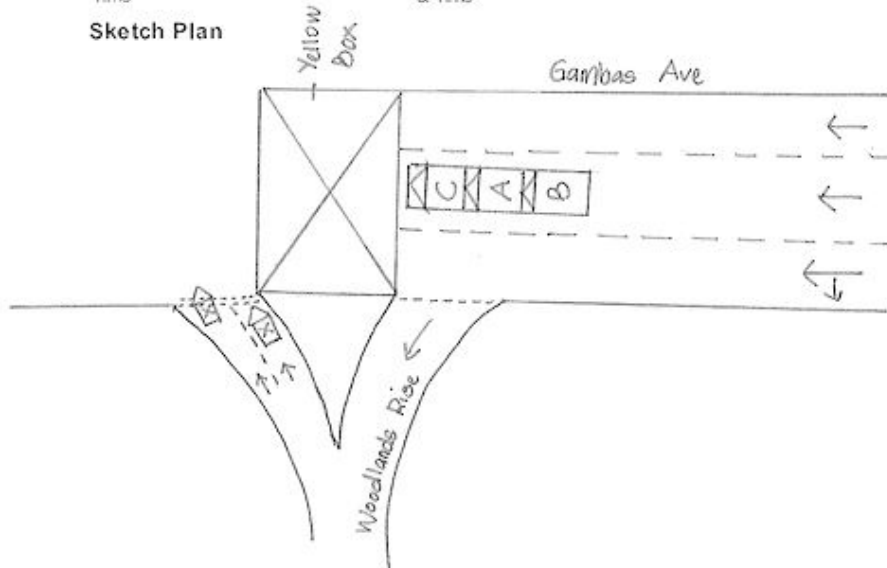 Sketch Plan
Yellow
Box
Gambas Ave
C A B
Woodlands Rise